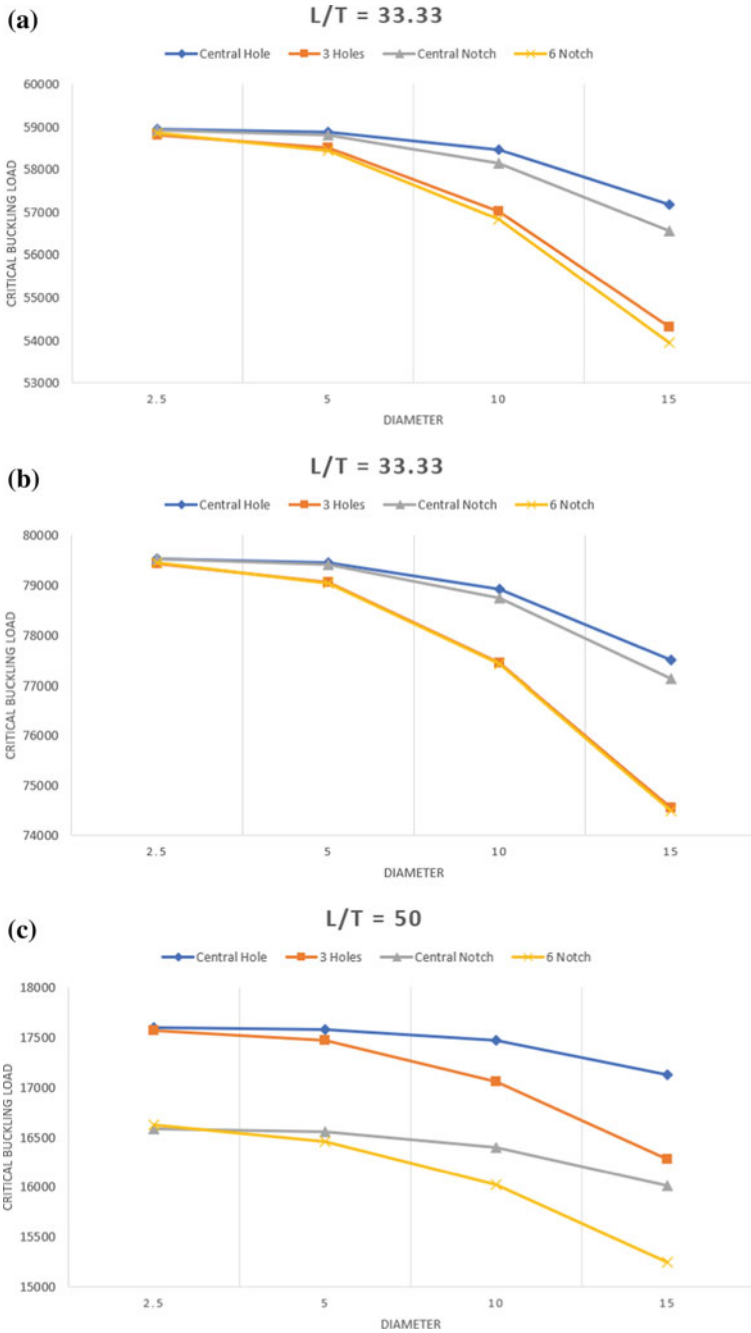 (a)
L/T = 33.33
Central Hole 3 Holes Central Notch 6 Notch
60000
59000
58000
57000
56000
55000
54000
53000
CRITICAL BUCKLING LOAD
2.5 5 10 15
DIAMETER
(b)
L/T = 33.33
Central Hole 3 Holes Central Notch 6 Notch
80000
79000
78000
77000
76000
75000
74000
CRITICAL BUCKLING LOAD
2.5 5 10 15
DIAMETER
(c)
L/T = 50
Central Hole 3 Holes Central Notch 6 Notch
18000
17500
17000
16500
16000
15500
15000
CRITICAL BUCKLING LOAD
2.5 5 10 15
DIAMETER